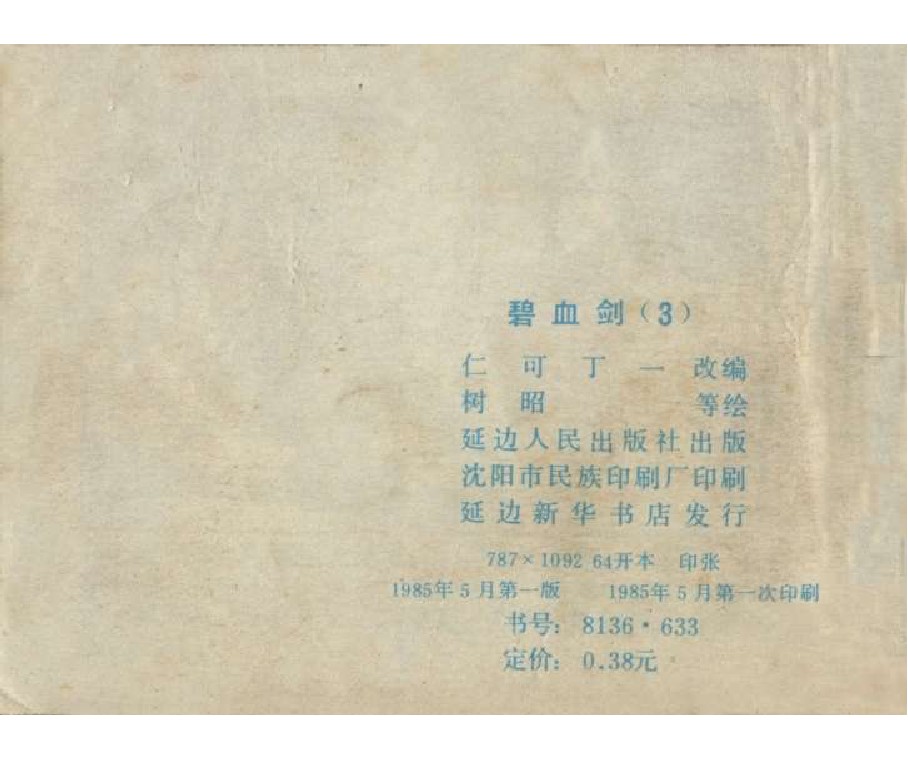 碧血剑（3）
仁可丁一改编
树昭等绘
延边人民出版社出版
沈阳市民族印刷厂印刷
延边新华书店发行
787×1092 64开本 印张
1985年5月第一版 1985年5月第一次印刷
书号：8136·633
定价：0.38元